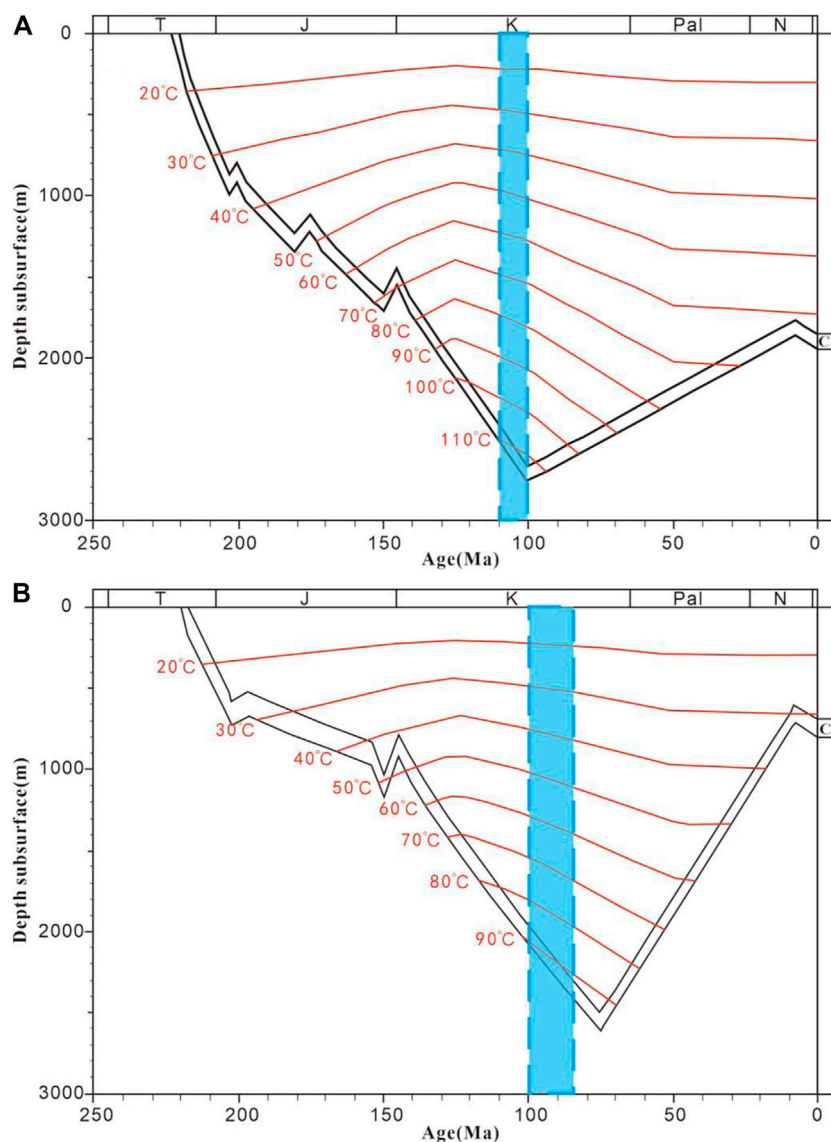 A
T J K Pal N
0
20°C
30°C
1000
40°C
50°C
60°C
70°C
80°C
2000
90°C
100°C
110°C
C
3000
250 200 150 100 50 0
Depth subsurface(m)
Age(Ma)
B
T J K Pal N
0
20°C
30°C
40°C
1000
50°C
60°C
70°C
80°C
2000
90°C
C
3000
250 200 150 100 50 0
Depth subsurface(m)
Age(Ma)